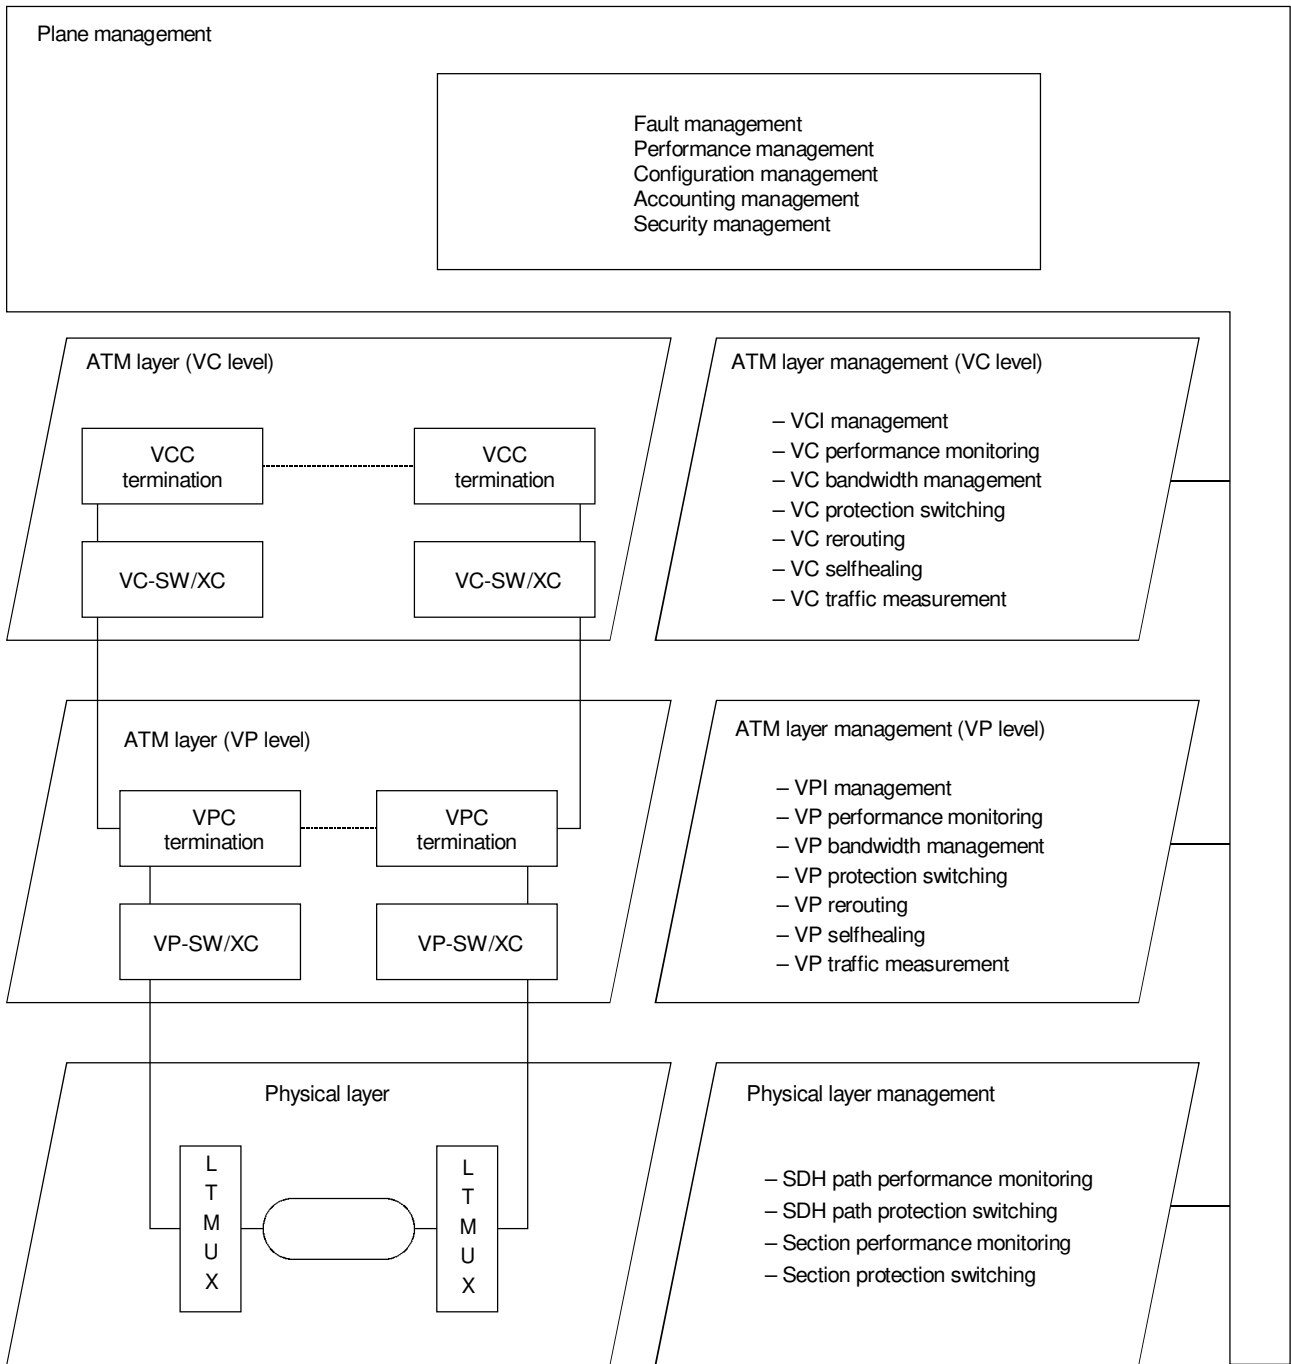 Plane management
Fault management
Performance management
Configuration management
Accounting management
Security management
ATM layer (VC level)
VCC
termination
VCC
termination
VC-SW/XC
VC-SW/XC
ATM layer management (VC level)
– VCI management
– VC performance monitoring
– VC bandwidth management
– VC protection switching
– VC rerouting
– VC selfhealing
– VC traffic measurement
ATM layer (VP level)
VPC
termination
VPC
termination
VP-SW/XC
VP-SW/XC
ATM layer management (VP level)
– VPI management
– VP performance monitoring
– VP bandwidth management
– VP protection switching
– VP rerouting
– VP selfhealing
– VP traffic measurement
Physical layer
L
T
M
U
X
L
T
M
U
X
Physical layer management
– SDH path performance monitoring
– SDH path protection switching
– Section performance monitoring
– Section protection switching